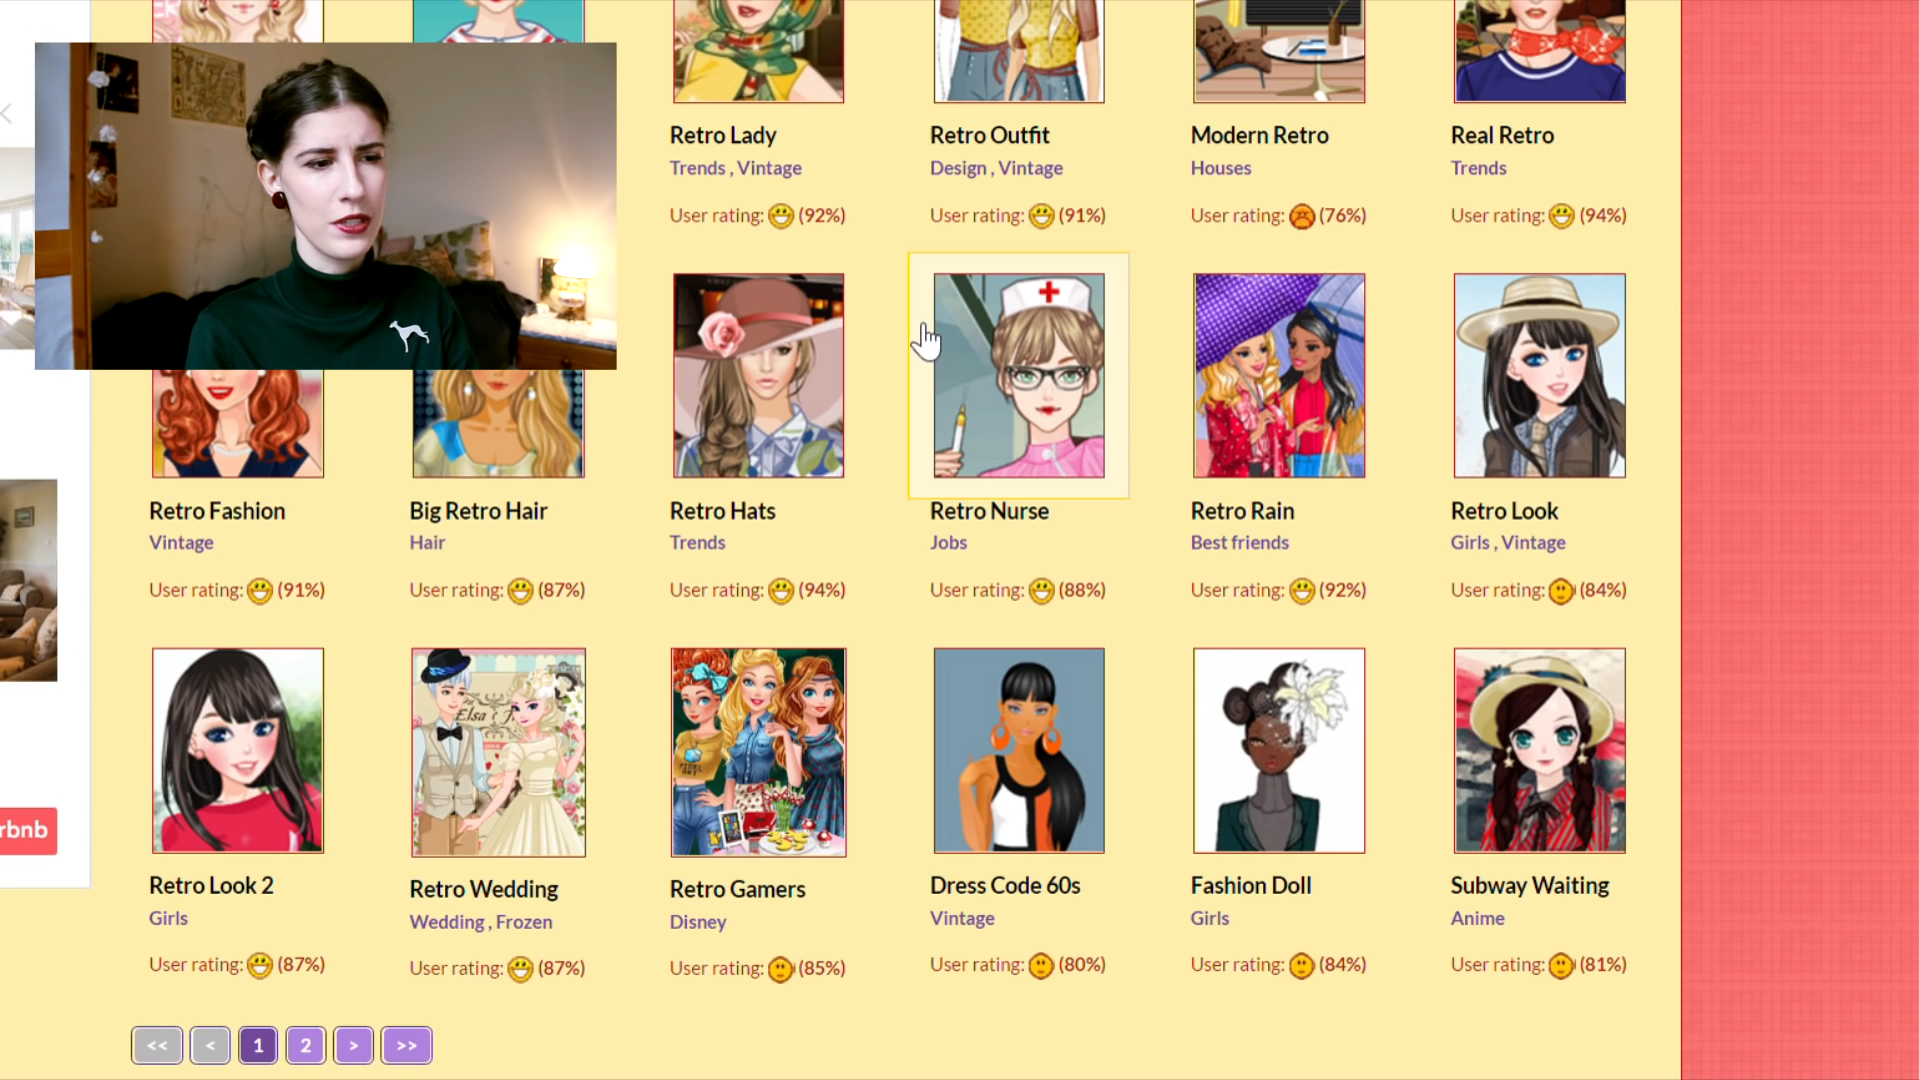 Retro Lady
Trends , Vintage
User rating: (92%)
Retro Outfit
Design , Vintage
User rating: (91%)
Modern Retro
Houses
User rating: (76%)
Real Retro
Trends
User rating: (94%)
Retro Fashion
Vintage
User rating: (91%)
Big Retro Hair
Hair
User rating: (87%)
Retro Hats
Trends
User rating: (94%)
Retro Nurse
Jobs
User rating: (88%)
Retro Rain
Best friends
User rating: (92%)
Retro Look
Girls , Vintage
User rating: (84%)
Elsa
Retro Look 2
Girls
User rating: (87%)
Retro Wedding
Wedding , Frozen
User rating: (87%)
Retro Gamers
Disney
User rating: (85%)
Dress Code 60s
Vintage
User rating: (80%)
Fashion Doll
Girls
User rating: (84%)
Subway Waiting
Anime
User rating: (81%)
rbnb
<< < 1 2 > >>